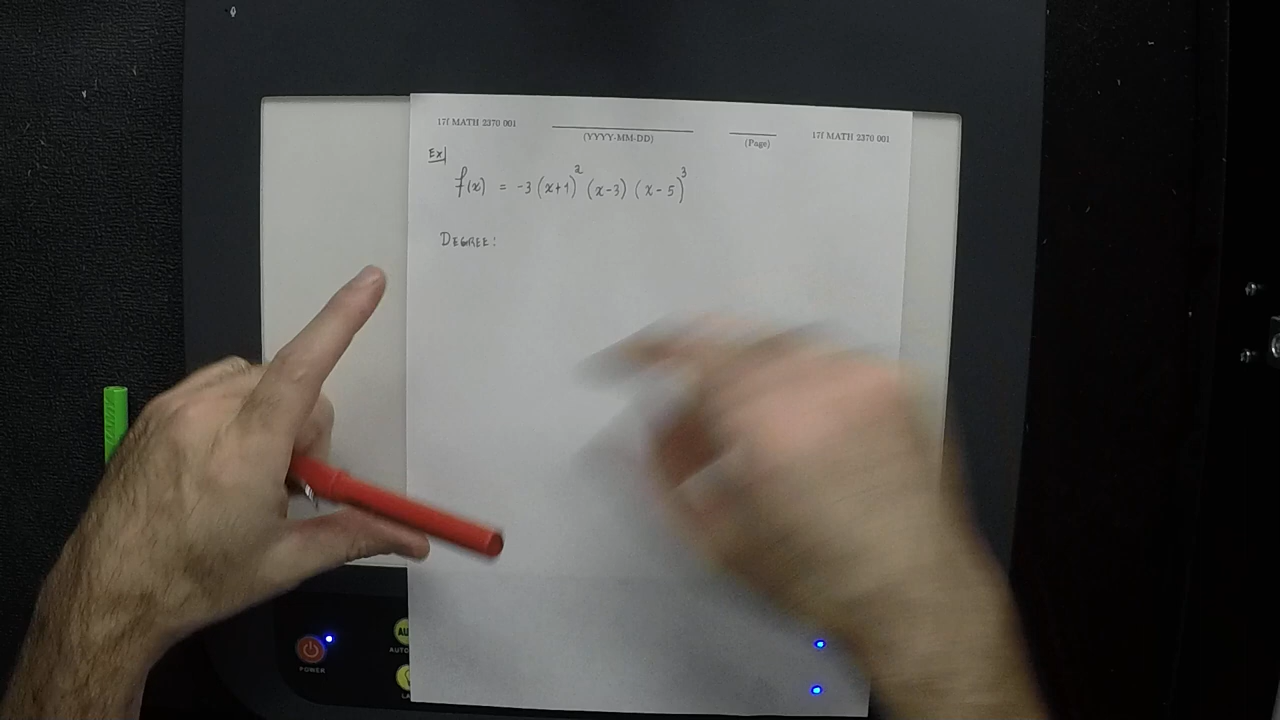 17f MATH 2370 001
(YYYY-MM-DD)
(Page)
17f MATH 2370 001
Ex
f(x) = -3 (x+1)² (x-3) (x-5)³
DEGREE:
POWER